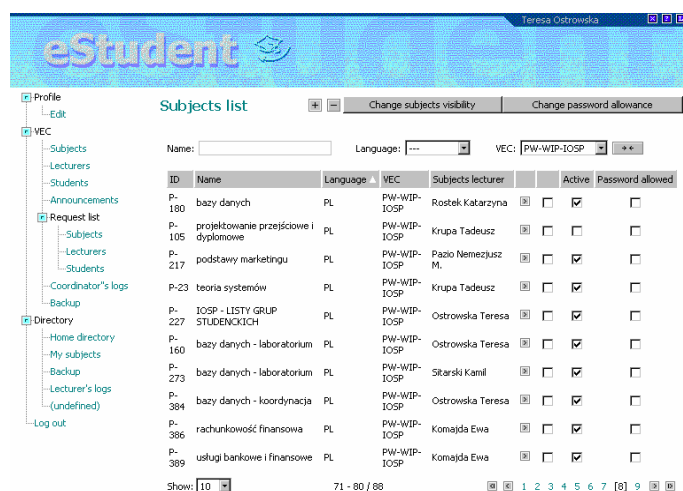 Teresa Ostrowska
eStudent
Profile
Edit
VEC
Subjects
Lecturers
Students
Announcements
Request list
Subjects
Lecturers
Students
Coordinator"s logs
Backup
Directory
Home directory
My subjects
Backup
Lecturer's logs
(undefined)
Log out
Subjects list + − Change subjects visibility Change password allowance
Name: Language: --- VEC: PW-WIP-IOSP
ID Name Language VEC Subjects lecturer Active Password allowed
P-180 bazy danych PL PW-WIP-IOSP Rostek Katarzyna
P-105 projektowanie przejściowe i dyplomowe PL PW-WIP-IOSP Krupa Tadeusz
P-217 podstawy marketingu PL PW-WIP-IOSP Pazio Nemezjusz M.
P-23 teoria systemów PL PW-WIP-IOSP Krupa Tadeusz
P-227 IOSP - LISTY GRUP STUDENCKICH PL PW-WIP-IOSP Ostrowska Teresa
P-160 bazy danych - laboratorium PL PW-WIP-IOSP Ostrowska Teresa
P-273 bazy danych - laboratorium PL PW-WIP-IOSP Sitarski Kamil
P-384 bazy danych - koordynacja PL PW-WIP-IOSP Ostrowska Teresa
P-386 rachunkowość finansowa PL PW-WIP-IOSP Komajda Ewa
P-389 usługi bankowe i finansowe PL PW-WIP-IOSP Komajda Ewa
Show: 10 71 - 80 / 88 1 2 3 4 5 6 7 [8] 9